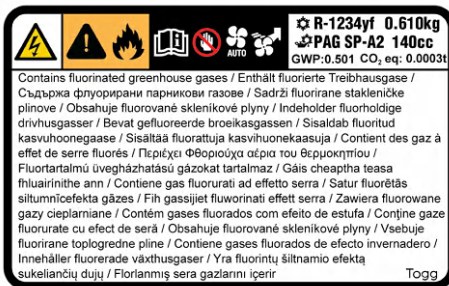 R-1234yf 0.610kg
PAG SP-A2 140cc
GWP:0.501 CO₂ eq: 0.0003t
AUTO
Contains fluorinated greenhouse gases / Enthält fluorierte Treibhausgase /
Съдържа флуорирани парникови газове / Sadrži fluorirane stakleničke
plinove / Obsahuje fluorované skleníkové plyny / Indeholder fluorholdige
drivhusgasser / Bevat gefluoreerde broeikasgassen / Sisaldab fluoritud
kasvuhoonegaase / Sisältää fluorattuja kasvihuonekaasuja / Contient des gaz à
effet de serre fluorés / Περιέχει Φθοριούχα αέρια του θερμοκηπίου /
Fluortartalmú üvegházhatású gázokat tartalmaz / Gáis cheaptha teasa
fhluairínithe ann / Contiene gas fluorurati ad effetto serra / Satur fluorētās
siltumnīcefekta gāzes / Fih gassijiet fluworinati effett serra / Zawiera fluorowane
gazy cieplarniane / Contém gases fluorados com efeito de estufa / Conţine gaze
fluorurate cu efect de seră / Obsahuje fluorované skleníkové plyny / Vsebuje
fluorirane toplogredne pline / Contiene gases fluorados de efecto invernadero /
Innehåller fluorerade växthusgaser / Yra fluorintų šiltnamio efektą
sukeliančių dujų / Florlanmış sera gazlarını içerir
Togg